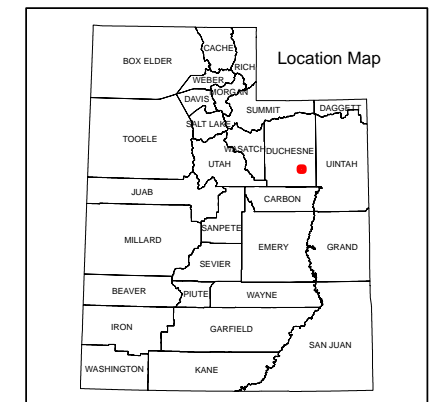 Location Map
CACHE
BOX ELDER
RICH
WEBER
MORGAN
DAVIS
SUMMIT
DAGGETT
SALT LAKE
TOOELE
WASATCH
DUCHESNE
UTAH
UINTAH
JUAB
CARBON
SANPETE
MILLARD
EMERY
GRAND
SEVIER
BEAVER
PIUTE
WAYNE
IRON
GARFIELD
SAN JUAN
WASHINGTON
KANE